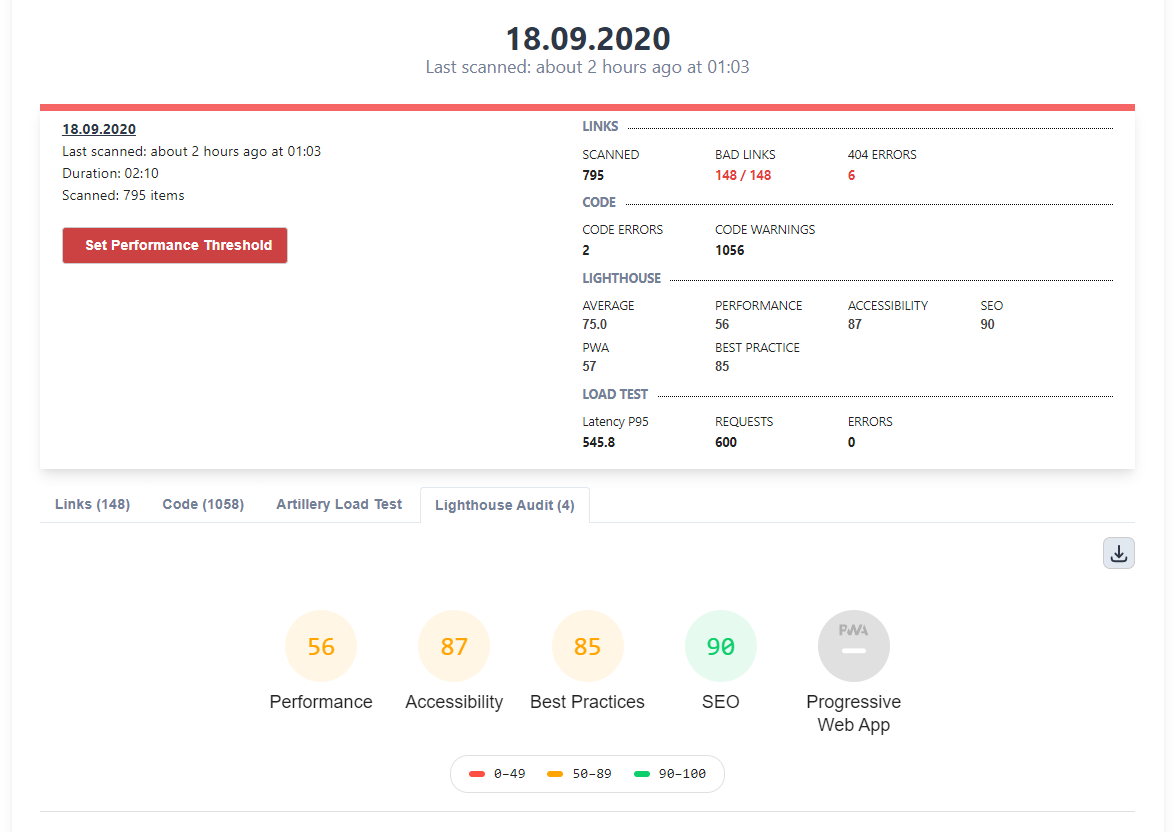 18.09.2020
Last scanned: about 2 hours ago at 01:03
18.09.2020
Last scanned: about 2 hours ago at 01:03
Duration: 02:10
Scanned: 795 items
Set Performance Threshold
LINKS
SCANNED BAD LINKS 404 ERRORS
795 148 / 148 6
CODE
CODE ERRORS CODE WARNINGS
2 1056
LIGHTHOUSE
AVERAGE PERFORMANCE ACCESSIBILITY SEO
75.0 56 87 90
PWA BEST PRACTICE
57 85
LOAD TEST
Latency P95 REQUESTS ERRORS
545.8 600 0
Links (148) Code (1058) Artillery Load Test Lighthouse Audit (4)
56 87 85 90 PWA
Performance Accessibility Best Practices SEO Progressive
Web App
0–49 50–89 90–100